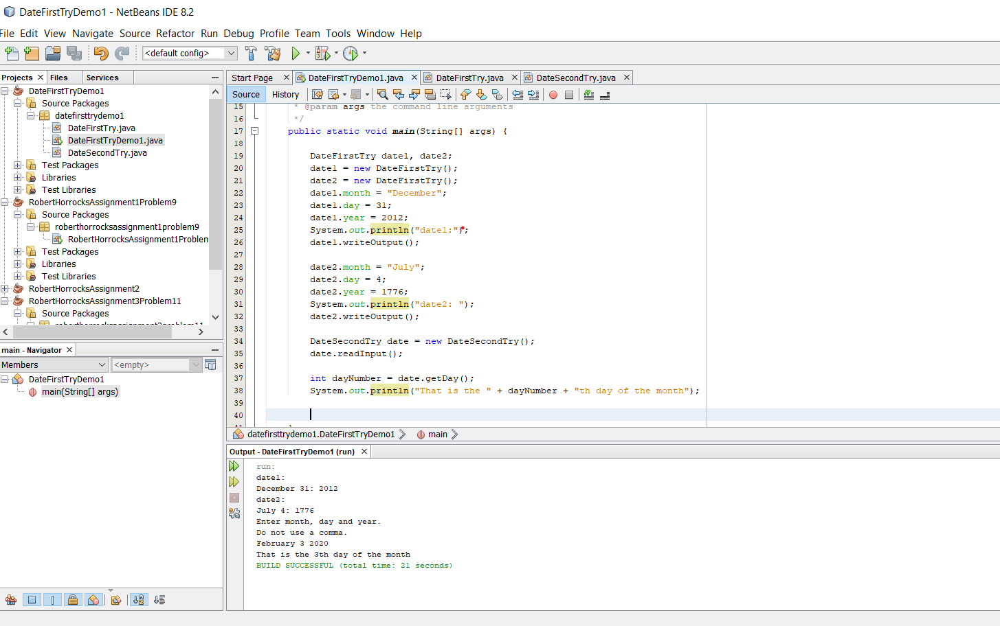 DateFirstTryDemo1 - NetBeans IDE 8.2
File Edit View Navigate Source Refactor Run Debug Profile Team Tools Window Help
<default config>
Projects Files Services
DateFirstTryDemo1
Source Packages
datefirsttrydemo1
DateFirstTry.java
DateFirstTryDemo1.java
DateSecondTry.java
Test Packages
Libraries
Test Libraries
RobertHorrocksAssignment1Problem9
Source Packages
roberthorrocksassignment1problem9
RobertHorrocksAssignment1Problem
Test Packages
Libraries
Test Libraries
RobertHorrocksAssignment2
RobertHorrocksAssignment3Problem11
Source Packages
main - Navigator
Members <empty>
DateFirstTryDemo1
main(String[] args)
Start Page DateFirstTryDemo1.java DateFirstTry.java DateSecondTry.java
Source History
15 * @param args the command line arguments
16 */
17 public static void main(String[] args) {
18
19 DateFirstTry date1, date2;
20 date1 = new DateFirstTry();
21 date2 = new DateFirstTry();
22 date1.month = "December";
23 date1.day = 31;
24 date1.year = 2012;
25 System.out.println("date1:");
26 date1.writeOutput();
27
28 date2.month = "July";
29 date2.day = 4;
30 date2.year = 1776;
31 System.out.println("date2: ");
32 date2.writeOutput();
33
34 DateSecondTry date = new DateSecondTry();
35 date.readInput();
36
37 int dayNumber = date.getDay();
38 System.out.println("That is the " + dayNumber + "th day of the month");
39
40
datefirsttrydemo1.DateFirstTryDemo1 main
Output - DateFirstTryDemo1 (run)
run:
date1:
December 31: 2012
date2:
July 4: 1776
Enter month, day and year.
Do not use a comma.
February 3 2020
That is the 3th day of the month
BUILD SUCCESSFUL (total time: 21 seconds)